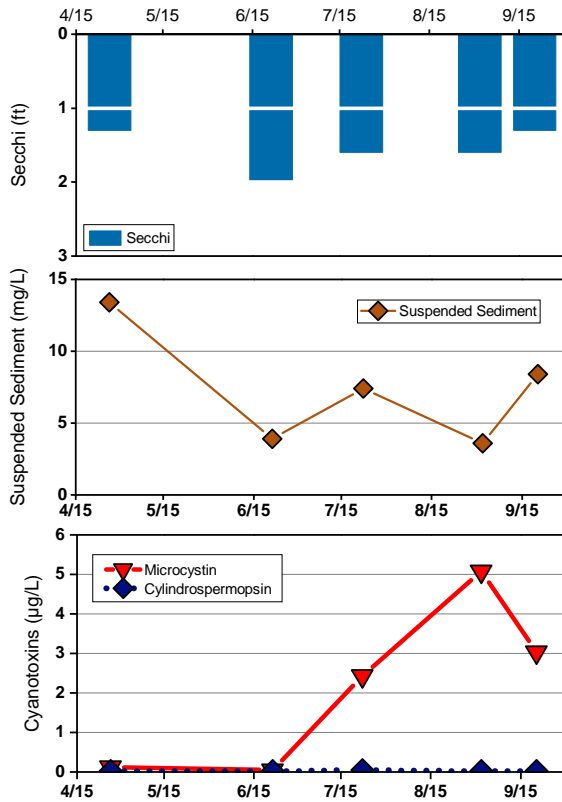 4/15 5/15 6/15 7/15 8/15 9/15
0
1
2
3
Secchi (ft)
Secchi
15
10
5
0
Suspended Sediment (mg/L)
Suspended Sediment
4/15 5/15 6/15 7/15 8/15 9/15
6
5
4
3
2
1
0
Cyanotoxins (µg/L)
Microcystin
Cylindrospermopsin
4/15 5/15 6/15 7/15 8/15 9/15